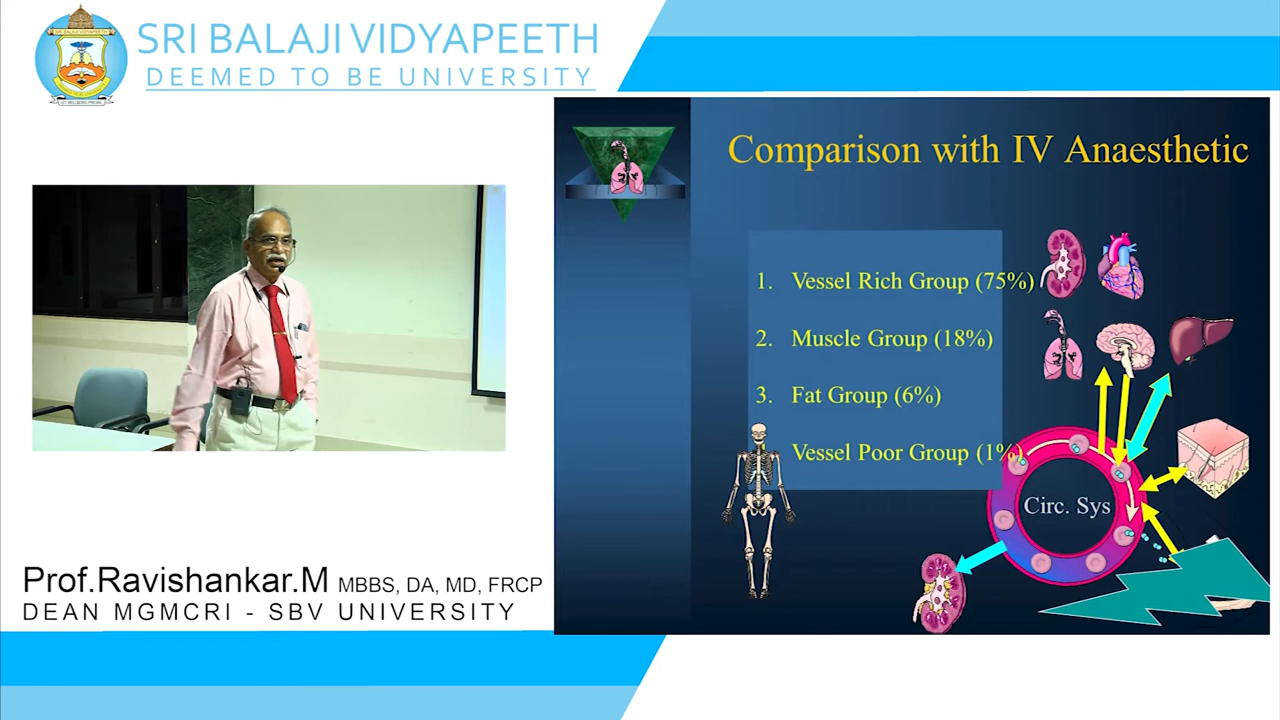 SRI BALAJI VIDYAPEETH
DEEMED TO BE UNIVERSITY
Comparison with IV Anaesthetic
1. Vessel Rich Group (75%)
2. Muscle Group (18%)
3. Fat Group (6%)
Vessel Poor Group (1%)
Circ. Sys
Prof.Ravishankar.M MBBS, DA, MD, FRCP
DEAN MGMCRI - SBV UNIVERSITY